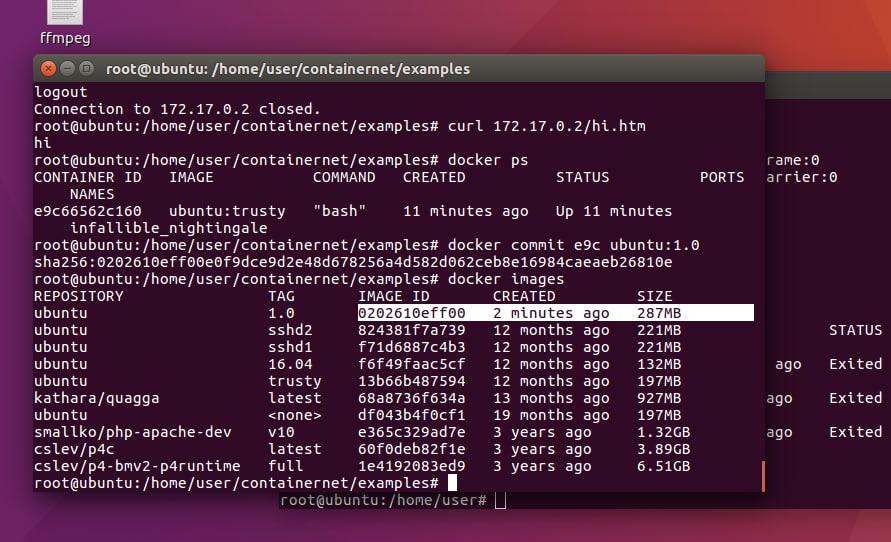 ffmpeg
root@ubuntu: /home/user/containernet/examples
logout
Connection to 172.17.0.2 closed.
root@ubuntu:/home/user/containernet/examples# curl 172.17.0.2/hi.htm
hi
root@ubuntu:/home/user/containernet/examples# docker ps
CONTAINER ID   IMAGE           COMMAND   CREATED          STATUS          PORTS
    NAMES
e9c66562c160   ubuntu:trusty   "bash"    11 minutes ago   Up 11 minutes
    infallible_nightingale
root@ubuntu:/home/user/containernet/examples# docker commit e9c ubuntu:1.0
sha256:0202610eff00e0f9dce9d2e48d678256a4d582d062ceb8e16984caeaeb26810e
root@ubuntu:/home/user/containernet/examples# docker images
REPOSITORY                TAG       IMAGE ID       CREATED         SIZE
ubuntu                    1.0       0202610eff00   2 minutes ago   287MB
ubuntu                    sshd2     824381f7a739   12 months ago   221MB
ubuntu                    sshd1     f71d6887c4b3   12 months ago   221MB
ubuntu                    16.04     f6f49faac5cf   12 months ago   132MB
ubuntu                    trusty    13b66b487594   12 months ago   197MB
kathara/quagga            latest    68a8736f634a   13 months ago   927MB
ubuntu                    <none>    df043b4f0cf1   19 months ago   197MB
smallko/php-apache-dev    v10       e365c329ad7e   3 years ago     1.32GB
cslev/p4c                 latest    60f0deb82f1e   3 years ago     3.89GB
cslev/p4-bmv2-p4runtime   full      1e4192083ed9   3 years ago     6.51GB
root@ubuntu:/home/user/containernet/examples#
rame:0
arrier:0
STATUS
ago   Exited
ago   Exited
ago   Exited
root@ubuntu:/home/user#